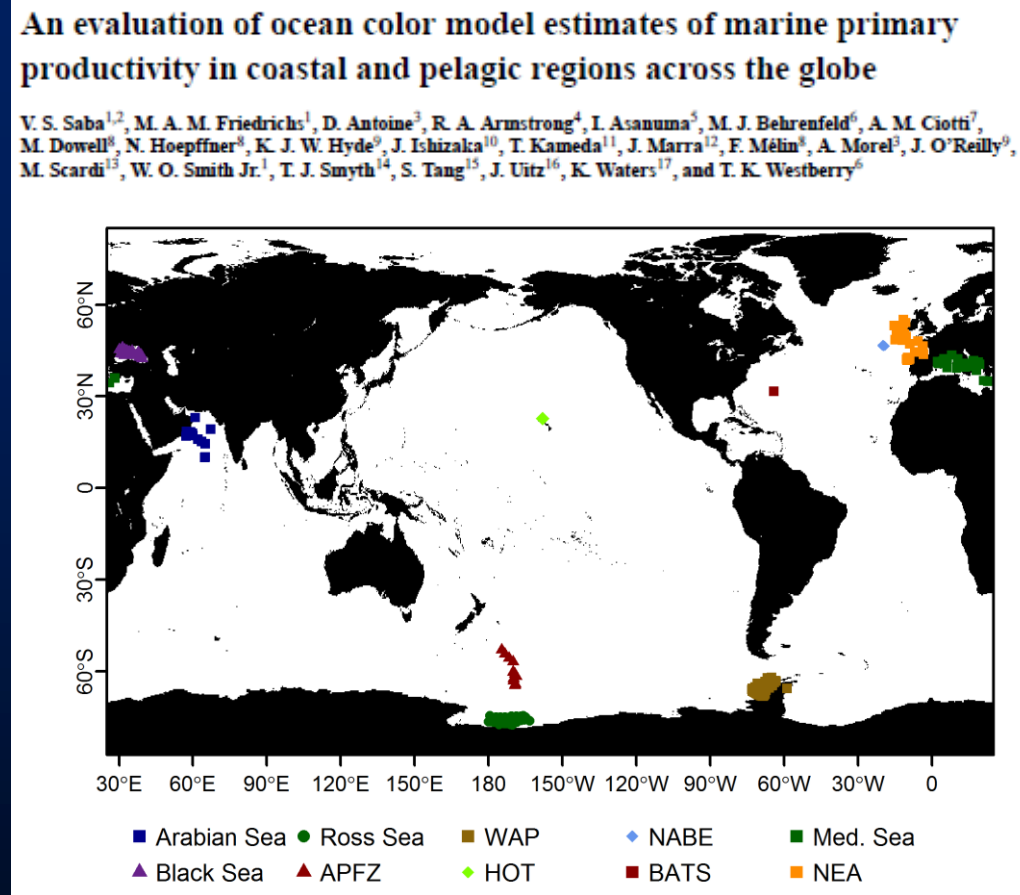 An evaluation of ocean color model estimates of marine primary
productivity in coastal and pelagic regions across the globe
V. S. Saba1,2, M. A. M. Friedrichs1, D. Antoine3, R. A. Armstrong4, I. Asanuma5, M. J. Behrenfeld6, A. M. Ciotti7,
M. Dowell8, N. Hoepffner8, K. J. W. Hyde9, J. Ishizaka10, T. Kameda11, J. Marra12, F. Mélin8, A. Morel3, J. O'Reilly9,
M. Scardi13, W. O. Smith Jr.1, T. J. Smyth14, S. Tang15, J. Uitz16, K. Waters17, and T. K. Westberry6
60°N
30°N
0
30°S
60°S
30°E 60°E 90°E 120°E 150°E 180 150°W 120°W 90°W 60°W 30°W 0
Arabian Sea Ross Sea WAP NABE Med. Sea
Black Sea APFZ HOT BATS NEA